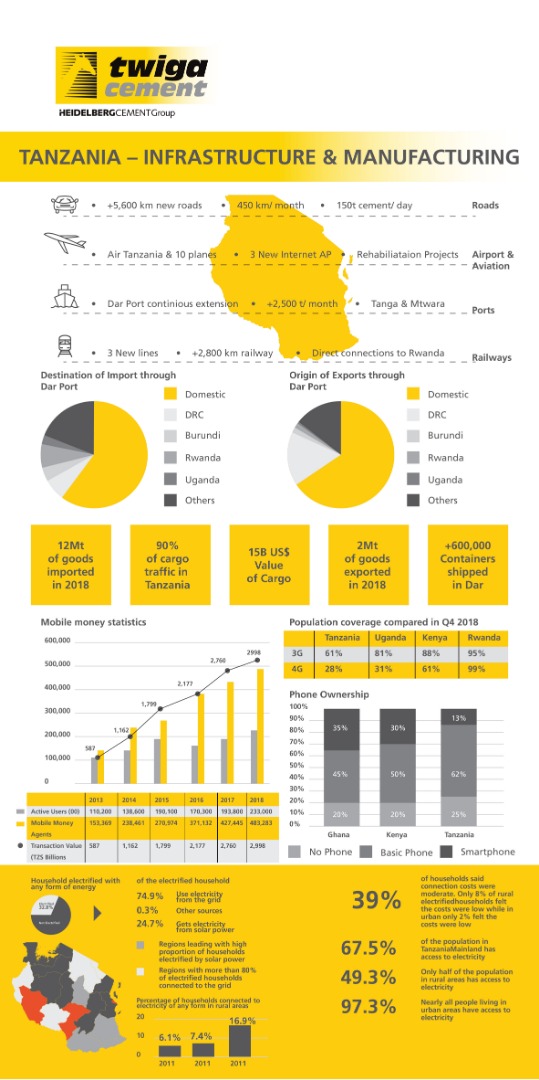 twiga
cement
HEIDELBERGCEMENTGroup
TANZANIA – INFRASTRUCTURE & MANUFACTURING
• +5,600 km new roads • 450 km/ month • 150t cement/ day Roads
• Air Tanzania & 10 planes • 3 New Internet AP • Rehabiliataion Projects Airport &
Aviation
• Dar Port continious extension • +2,500 t/ month • Tanga & Mtwara Ports
• 3 New lines • +2,800 km railway • Direct connections to Rwanda Railways
Destination of Import through
Dar Port
Domestic
DRC
Burundi
Rwanda
Uganda
Others
Origin of Exports through
Dar Port
Domestic
DRC
Burundi
Rwanda
Uganda
Others
12Mt
of goods
imported
in 2018
90%
of cargo
traffic in
Tanzania
15B US$
Value
of Cargo
2Mt
of goods
exported
in 2018
+600,000
Containers
shipped
in Dar
Mobile money statistics
600,000
500,000
400,000
300,000
200,000
100,000
0
587
1,162
1,799
2,177
2,760
2998
2013 2014 2015 2016 2017 2018
Active Users (00) 110,200 138,600 190,100 170,300 193,800 233,000
Mobile Money
Agents
153,369 238,461 270,974 371,132 427,445 483,283
Transaction Value
(TZS Billions
587 1,162 1,799 2,177 2,760 2,998
Population coverage compared in Q4 2018
Tanzania Uganda Kenya Rwanda
3G 61% 81% 88% 95%
4G 28% 31% 61% 99%
Phone Ownership
100%
90%
80%
70%
60%
50%
40%
30%
20%
10%
0%
35% 30% 13%
45% 50% 62%
20% 20% 25%
Ghana Kenya Tanzania
No Phone Basic Phone Smartphone
Household electrified with
any form of energy
of the electrified household
74.9% Use electricity
from the grid
0.3% Other sources
24.7% Gets electricity
from solar power
Regions leading with high
proportion of households
electrified by solar power
Regions with more than 80%
of electrified households
connected to the grid
Percentage of households connected to
electricity of any form in rural areas
20
10
0
6.1% 7.4% 16.9%
2011 2011 2011
39%
of households said
connection costs were
moderate. Only 8% of rural
electrifiedhouseholds felt
the costs were low while in
urban only 2% felt the
costs were low
67.5%
of the population in
TanzaniaMainland has
access to electricity
49.3%
Only half of the population
in rural areas has access to
electricity
97.3%
Nearly all people living in
urban areas have access to
electricity